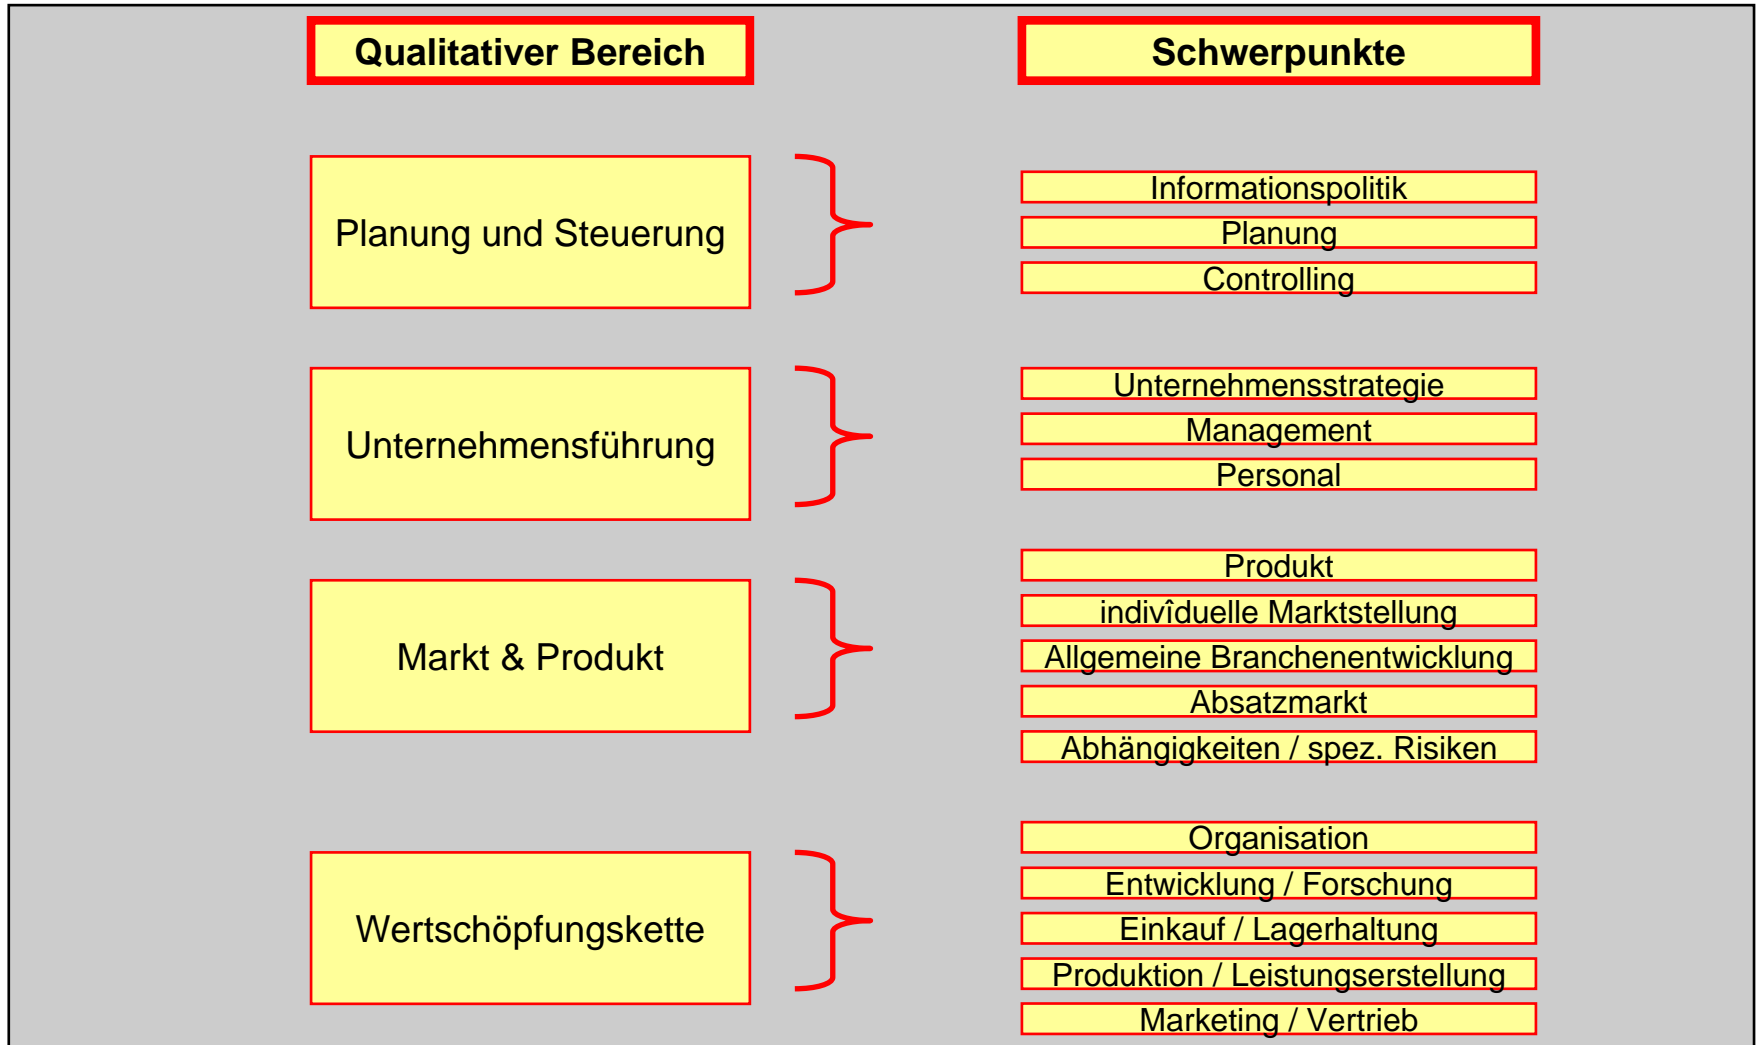 Qualitativer Bereich
Schwerpunkte
Planung und Steuerung
Informationspolitik
Planung
Controlling
Unternehmensführung
Unternehmensstrategie
Management
Personal
Markt & Produkt
Produkt
indivîduelle Marktstellung
Allgemeine Branchenentwicklung
Absatzmarkt
Abhängigkeiten / spez. Risiken
Wertschöpfungskette
Organisation
Entwicklung / Forschung
Einkauf / Lagerhaltung
Produktion / Leistungserstellung
Marketing / Vertrieb